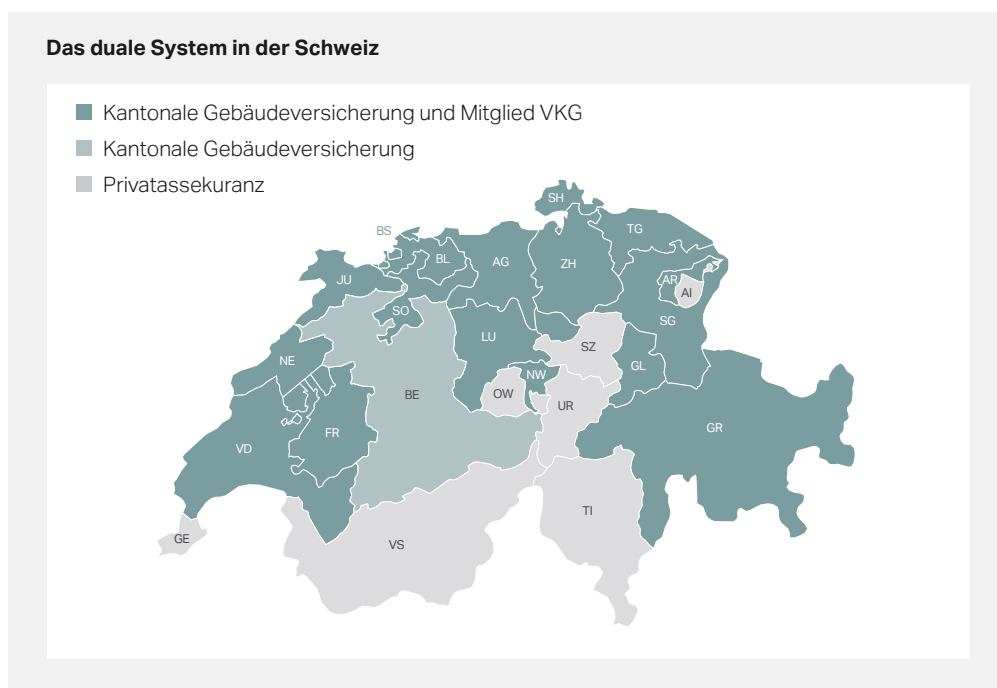 Das duale System in der Schweiz
Kantonale Gebäudeversicherung und Mitglied VKG
Kantonale Gebäudeversicherung
Privatassekuranz
SH
BS
TG
BL
AG
ZH
JU
AR
AI
SO
SG
LU
SZ
NE
GL
NW
OW
BE
UR
GR
FR
VD
TI
GE
VS